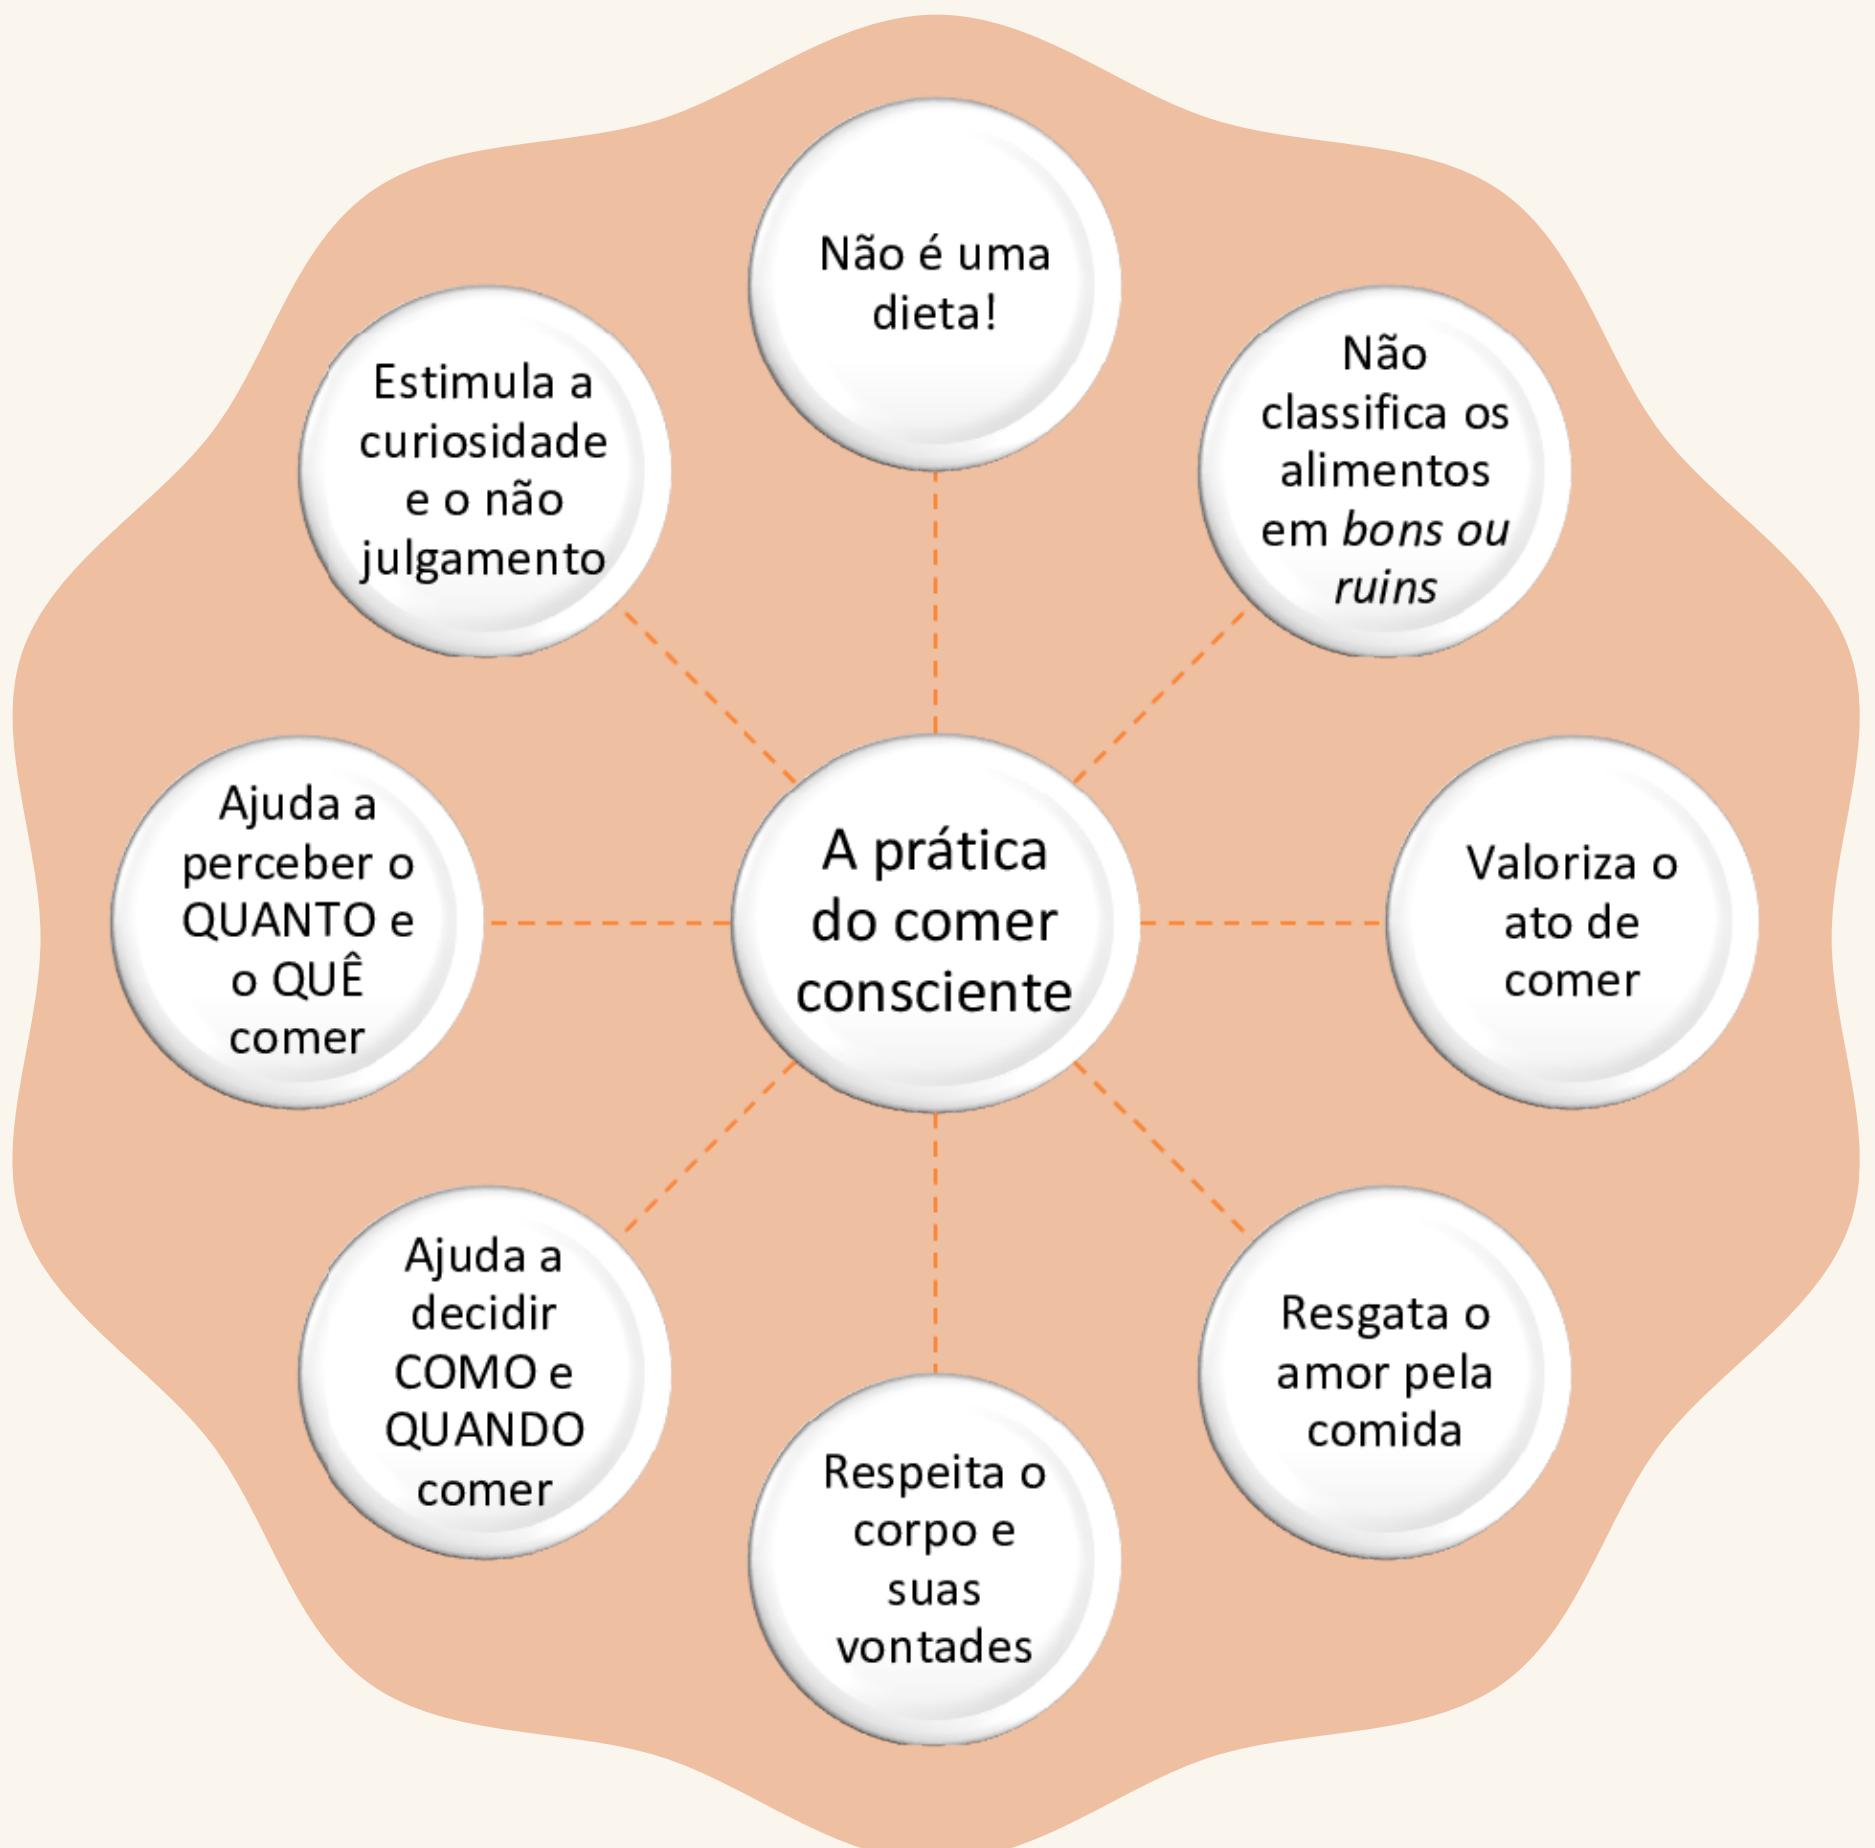 Não é uma
dieta!
Não
classifica os
alimentos
em bons ou
ruins
Valoriza o
ato de
comer
Resgata o
amor pela
comida
Respeita o
corpo e
suas
vontades
Ajuda a
decidir
COMO e
QUANDO
comer
Ajuda a
perceber o
QUANTO e
o QUÊ
comer
Estimula a
curiosidade
e o não
julgamento
A prática
do comer
consciente